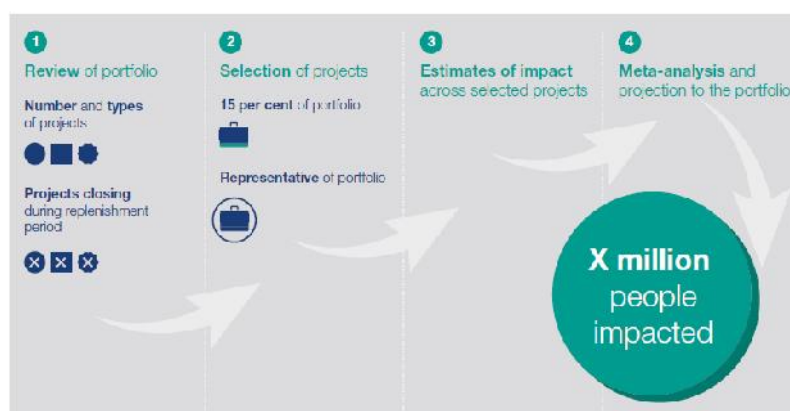 1
Review of portfolio
Number and types
of projects
Projects closing
during replenishment
period
2
Selection of projects
15 per cent of portfolio
Representative of portfolio
3
Estimates of impact
across selected projects
4
Meta-analysis and
projection to the portfolio
X million
people
impacted